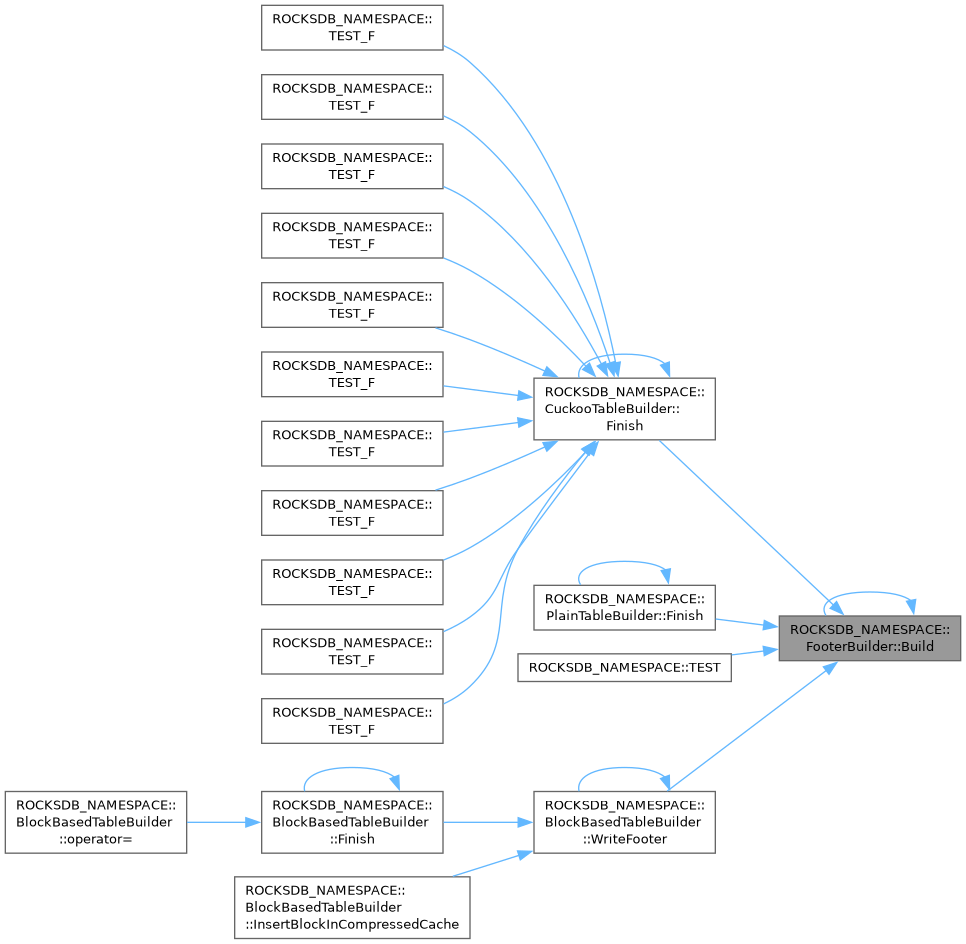 ROCKSDB_NAMESPACE::
TEST_F
ROCKSDB_NAMESPACE::
TEST_F
ROCKSDB_NAMESPACE::
TEST_F
ROCKSDB_NAMESPACE::
TEST_F
ROCKSDB_NAMESPACE::
TEST_F
ROCKSDB_NAMESPACE::
TEST_F
ROCKSDB_NAMESPACE::
TEST_F
ROCKSDB_NAMESPACE::
TEST_F
ROCKSDB_NAMESPACE::
TEST_F
ROCKSDB_NAMESPACE::
TEST_F
ROCKSDB_NAMESPACE::
TEST_F
ROCKSDB_NAMESPACE::
CuckooTableBuilder::
Finish
ROCKSDB_NAMESPACE::
PlainTableBuilder::Finish
ROCKSDB_NAMESPACE::TEST
ROCKSDB_NAMESPACE::
FooterBuilder::Build
ROCKSDB_NAMESPACE::
BlockBasedTableBuilder
::operator=
ROCKSDB_NAMESPACE::
BlockBasedTableBuilder
::Finish
ROCKSDB_NAMESPACE::
BlockBasedTableBuilder
::WriteFooter
ROCKSDB_NAMESPACE::
BlockBasedTableBuilder
::InsertBlockInCompressedCache